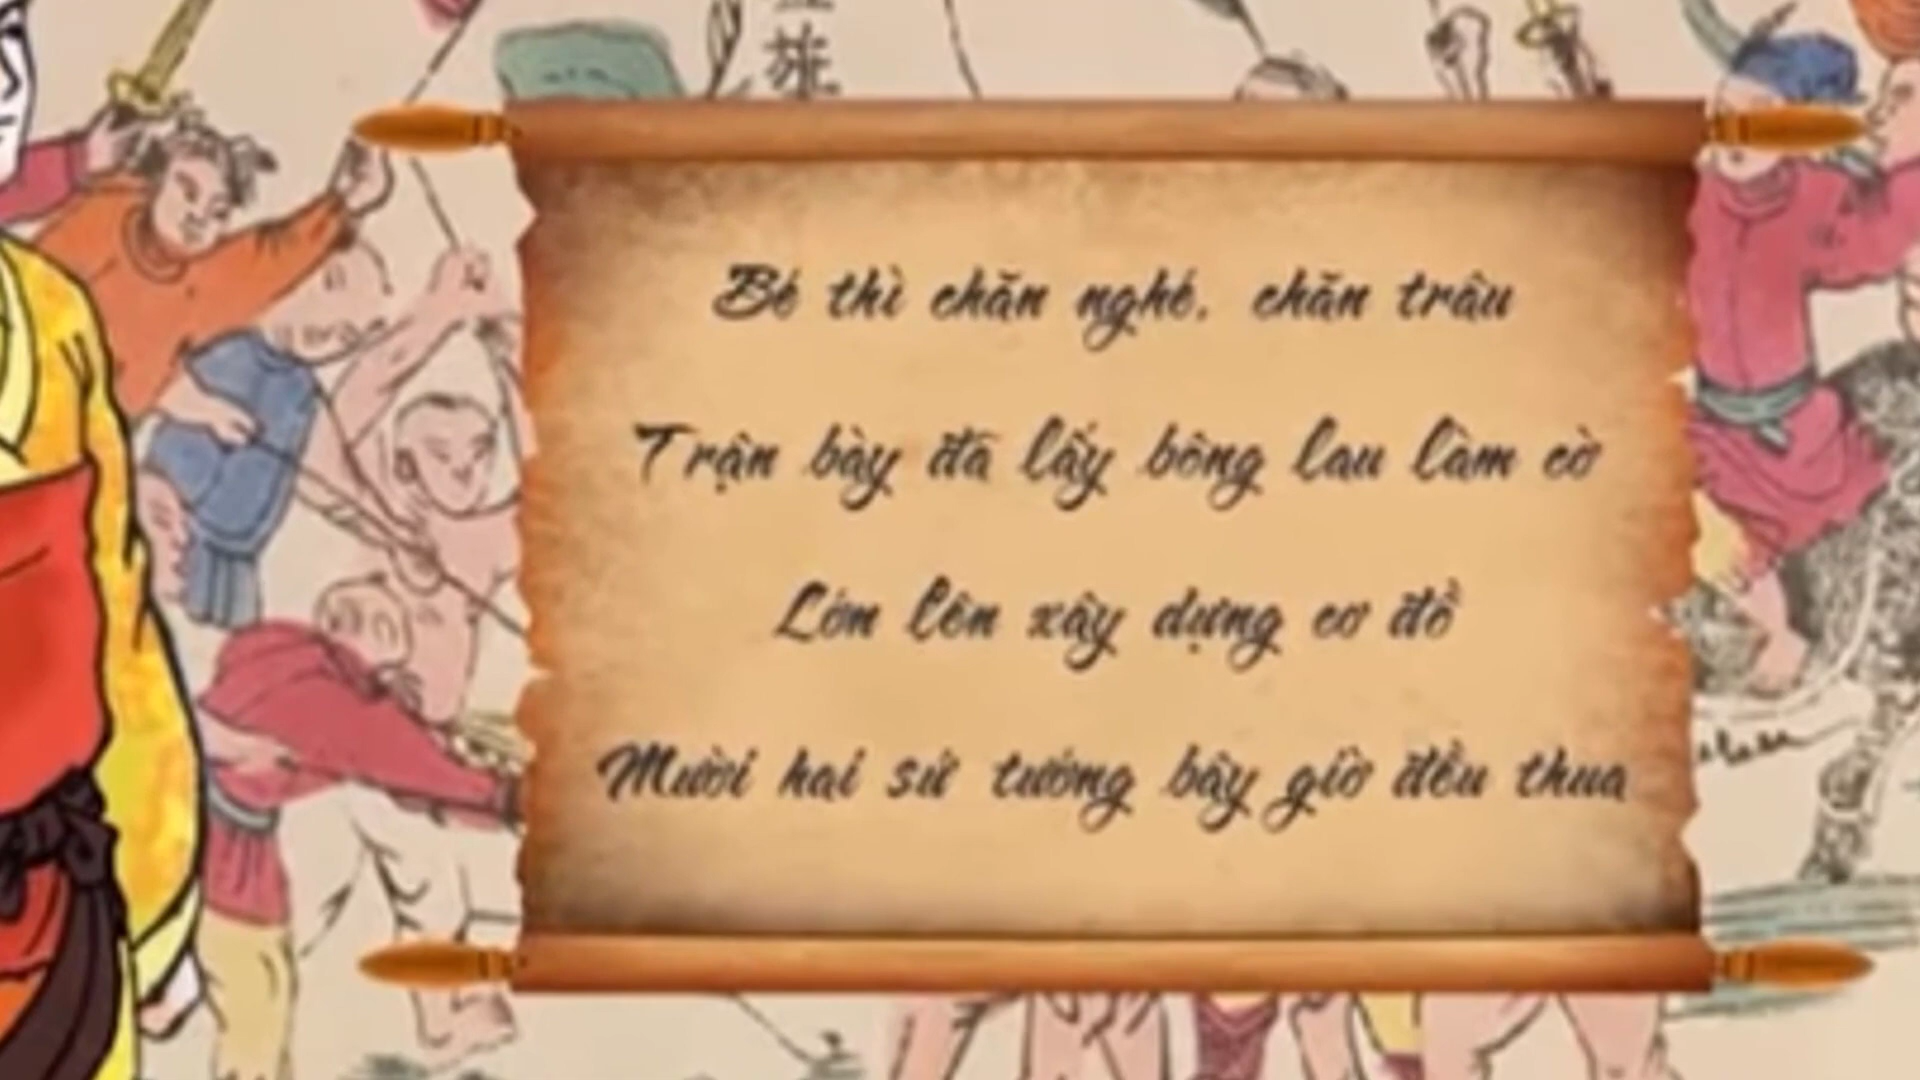 Bé thì chăn nghé, chăn trâu
Trận bày đã lấy bông lau làm cờ
Lớn lên xây dựng cơ đồ
Mười hai sứ tướng bây giờ đều thua